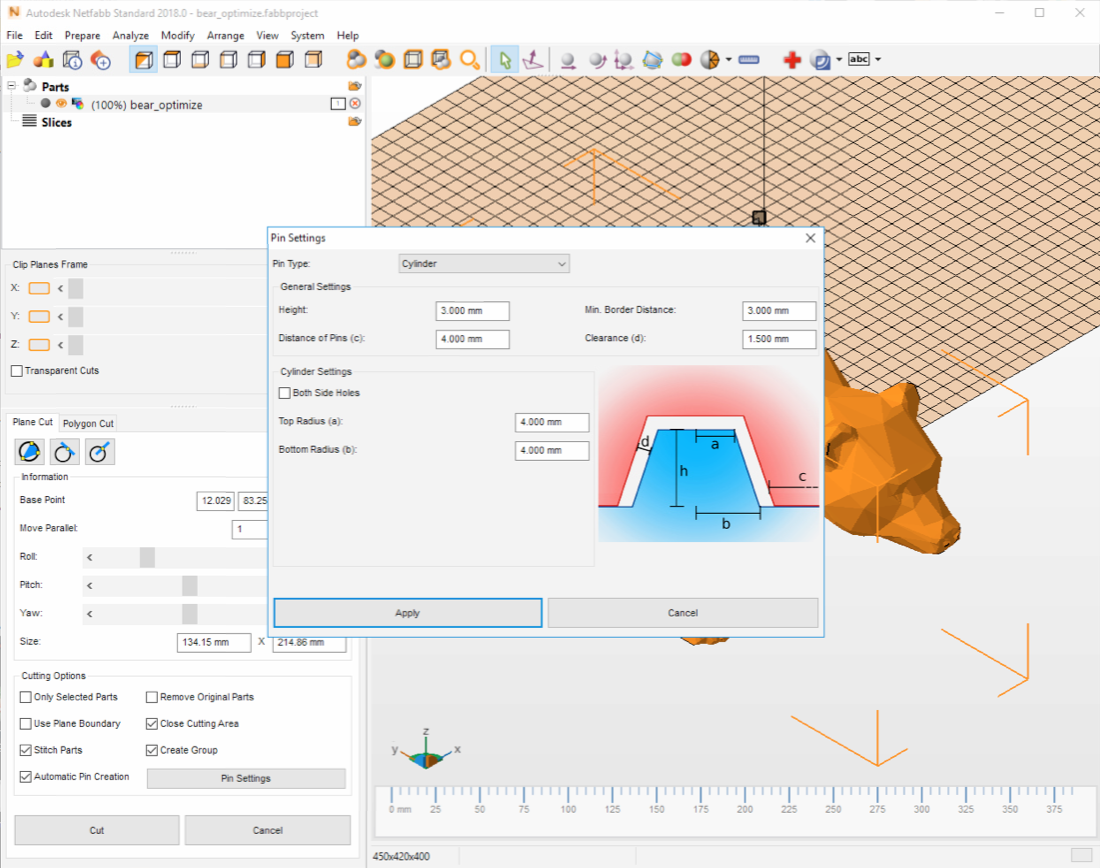 Autodesk Netfabb Standard 2018.0 - bear_optimize.fabbproject
File Edit Prepare Analyze Modify Arrange View System Help
abc
Parts
(100%) bear_optimize
Slices
Clip Planes Frame
X: <
Y: <
Z: <
Transparent Cuts
Plane Cut Polygon Cut
Information
Base Point 12.029 83.25
Move Parallel: 1
Roll: <
Pitch: <
Yaw: <
Size: 134.15 mm X 214.86 mm
Cutting Options
Only Selected Parts Remove Original Parts
Use Plane Boundary Close Cutting Area
Stitch Parts Create Group
Automatic Pin Creation Pin Settings
Cut Cancel
Pin Settings
Pin Type: Cylinder
General Settings
Height: 3.000 mm Min. Border Distance: 3.000 mm
Distance of Pins (c): 4.000 mm Clearance (d): 1.500 mm
Cylinder Settings
Both Side Holes
Top Radius (a): 4.000 mm
Bottom Radius (b): 4.000 mm
d a
h c
b
Apply Cancel
z
y x
0 mm 25 50 75 100 125 150 175 200 225 250 275 300 325 350 375
450x420x400